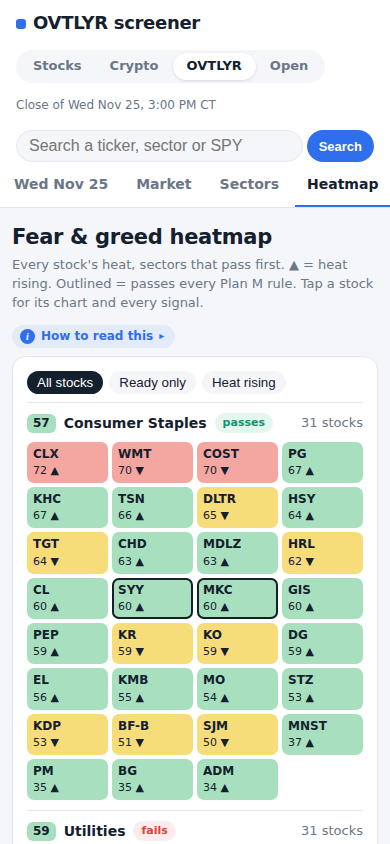 OVTLYR screener
Stocks Crypto OVTLYR Open
Close of Wed Nov 25, 3:00 PM CT
Search a ticker, sector or SPY Search
Wed Nov 25 Market Sectors Heatmap
Fear & greed heatmap
Every stock's heat, sectors that pass first. ▲ = heat
rising. Outlined = passes every Plan M rule. Tap a stock
for its chart and every signal.
i How to read this ▸
All stocks Ready only Heat rising
57 Consumer Staples passes 31 stocks
CLX WMT COST PG
72 ▲ 70 ▼ 70 ▼ 67 ▲
KHC TSN DLTR HSY
67 ▲ 66 ▲ 65 ▼ 64 ▲
TGT CHD MDLZ HRL
64 ▼ 63 ▲ 63 ▲ 62 ▼
CL SYY MKC GIS
60 ▲ 60 ▲ 60 ▲ 60 ▲
PEP KR KO DG
59 ▲ 59 ▼ 59 ▼ 59 ▲
EL KMB MO STZ
56 ▲ 55 ▲ 54 ▲ 53 ▲
KDP BF-B SJM MNST
53 ▼ 51 ▼ 50 ▼ 37 ▲
PM BG ADM
35 ▲ 35 ▲ 34 ▲
59 Utilities fails 31 stocks